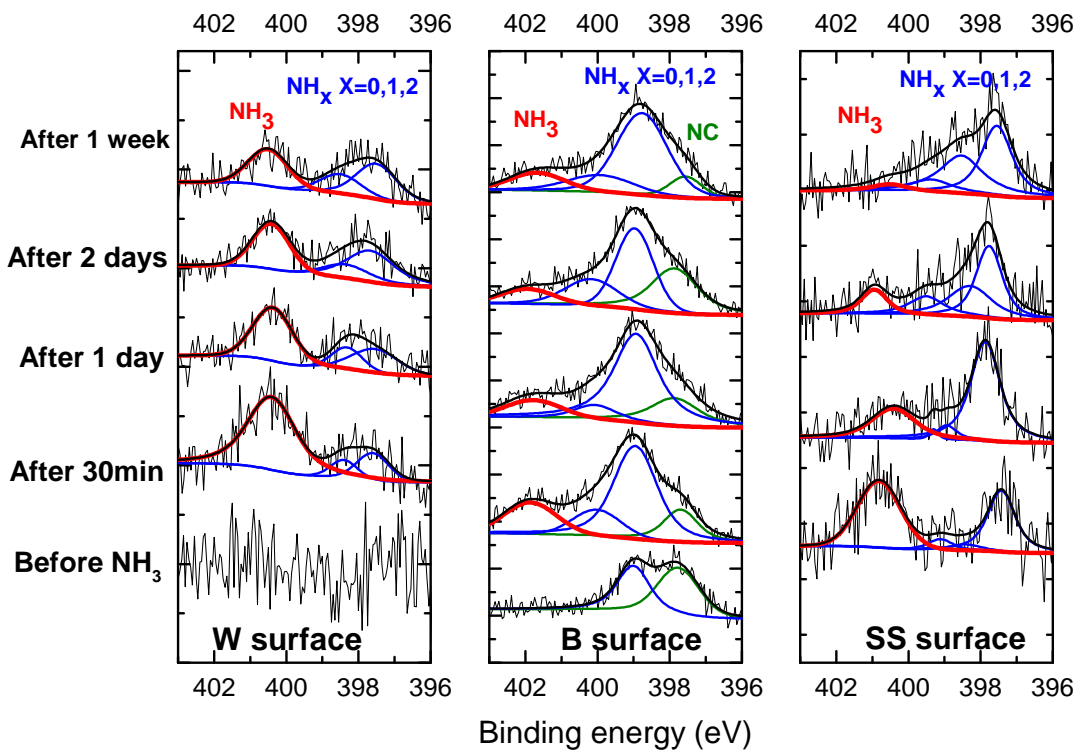 402 400 398 396 402 400 398 396 402 400 398 396
NHx X=0,1,2
NH3
NHx X=0,1,2
NH3
NC
NHx X=0,1,2
NH3
After 1 week
After 2 days
After 1 day
After 30min
Before NH3
W surface
B surface
SS surface
402 400 398 396 402 400 398 396 402 400 398 396
Binding energy (eV)